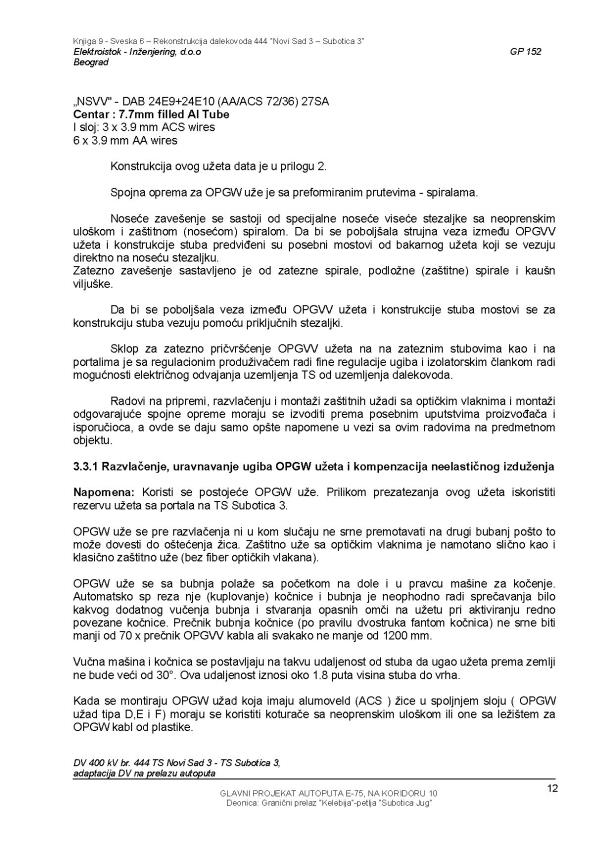 Knjiga 9 - Sveska 6 – Rekonstrukcija dalekovoda 444 "Novi Sad 3 – Subotica 3"
Elektroistok - Inženjering, d.o.o GP 152
Beograd
„NSVV" - DAB 24E9+24E10 (AA/ACS 72/36) 27SA
Centar : 7.7mm filled Al Tube
I sloj: 3 x 3.9 mm ACS wires
6 x 3.9 mm AA wires
Konstrukcija ovog užeta data je u prilogu 2.
Spojna oprema za OPGW uže je sa preformiranim prutevima - spiralama.
Noseće zavešenje se sastoji od specijalne noseće viseće stezaljke sa neoprenskim
uloškom i zaštitnom (nosećom) spiralom. Da bi se poboljšala strujna veza između OPGVV
užeta i konstrukcije stuba predviđeni su posebni mostovi od bakarnog užeta koji se vezuju
direktno na noseću stezaljku.
Zatezno zavešenje sastavljeno je od zatezne spirale, podložne (zaštitne) spirale i kaušn
viljuške.
Da bi se poboljšala veza između OPGVV užeta i konstrukcije stuba mostovi se za
konstrukciju stuba vezuju pomoću priključnih stezaljki.
Sklop za zatezno pričvršćenje OPGVV užeta na na zateznim stubovima kao i na
portalima je sa regulacionim produživačem radi fine regulacije ugiba i izolatorskim člankom radi
mogućnosti električnog odvajanja uzemljenja TS od uzemljenja dalekovoda.
Radovi na pripremi, razvlačenju i montaži zaštitnih užadi sa optičkim vlaknima i montaži
odgovarajuće spojne opreme moraju se izvoditi prema posebnim uputstvima proizvođača i
isporučioca, a ovde se daju samo opšte napomene u vezi sa ovim radovima na predmetnom
objektu.
3.3.1 Razvlačenje, uravnavanje ugiba OPGW užeta i kompenzacija neelastičnog izduženja
Napomena: Koristi se postojeće OPGW uže. Prilikom prezatezanja ovog užeta iskoristiti
rezervu užeta sa portala na TS Subotica 3.
OPGW uže se pre razvlačenja ni u kom slučaju ne srne premotavati na drugi bubanj pošto to
može dovesti do oštećenja žica. Zaštitno uže sa optičkim vlaknima je namotano slično kao i
klasično zaštitno uže (bez fiber optičkih vlakana).
OPGW uže se sa bubnja polaže sa početkom na dole i u pravcu mašine za kočenje.
Automatsko sp reza nje (kuplovanje) kočnice i bubnja je neophodno radi sprečavanja bilo
kakvog dodatnog vučenja bubnja i stvaranja opasnih omči na užetu pri aktiviranju redno
povezane kočnice. Prečnik bubnja kočnice (po pravilu dvostruka fantom kočnica) ne srne biti
manji od 70 x prečnik OPGVV kabla ali svakako ne manje od 1200 mm.
Vučna mašina i kočnica se postavljaju na takvu udaljenost od stuba da ugao užeta prema zemlji
ne bude veći od 30°. Ova udaljenost iznosi oko 1.8 puta visina stuba do vrha.
Kada se montiraju OPGW užad koja imaju alumoveld (ACS ) žice u spoljnjem sloju ( OPGW
užad tipa D,E i F) moraju se koristiti koturače sa neoprenskim uloškom ili one sa ležištem za
OPGW kabl od plastike.
DV 400 kV br. 444 TS Novi Sad 3 - TS Subotica 3,
adaptacija DV na prelazu autoputa
12
GLAVNI PROJEKAT AUTOPUTA E-75, NA KORIDORU 10
Deonica: Granični prelaz "Kelebija"-petlja "Subotica Jug"